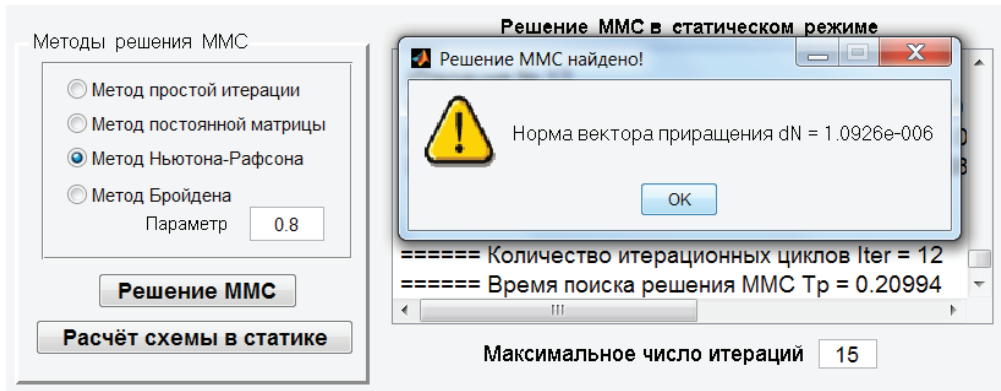 Методы решения ММС
Метод простой итерации
Метод постоянной матрицы
Метод Ньютона-Рафсона
Метод Бройдена
Параметр 0.8
Решение ММС
Расчёт схемы в статике
Решение ММС в статическом режиме
Решение ММС найдено!
Норма вектора приращения dN = 1.0926e-006
OK
====== Количество итерационных циклов Iter = 12
====== Время поиска решения ММС Tp = 0.20994
Максимальное число итераций 15